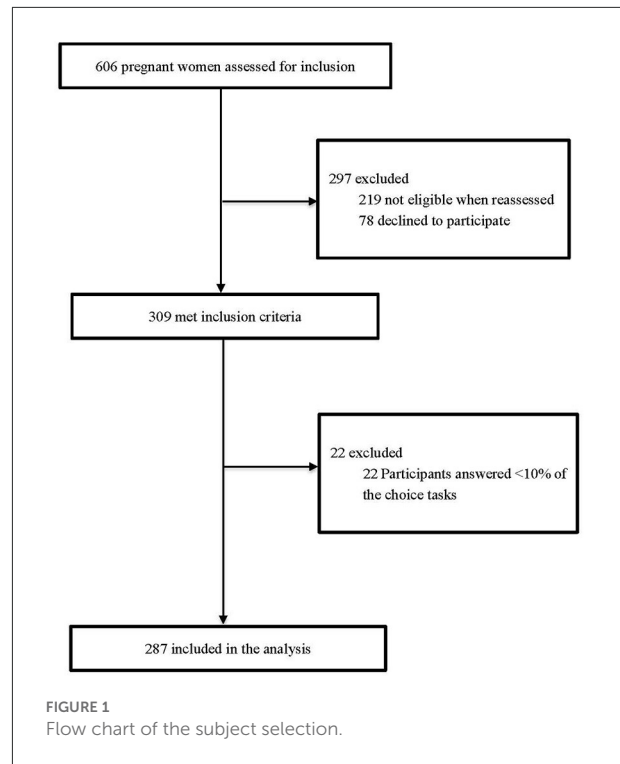 606 pregnant women assessed for inclusion
297 excluded
219 not eligible when reassessed
78 declined to participate
309 met inclusion criteria
22 excluded
22 Participants answered <10% of
the choice tasks
287 included in the analysis
FIGURE 1
Flow chart of the subject selection.